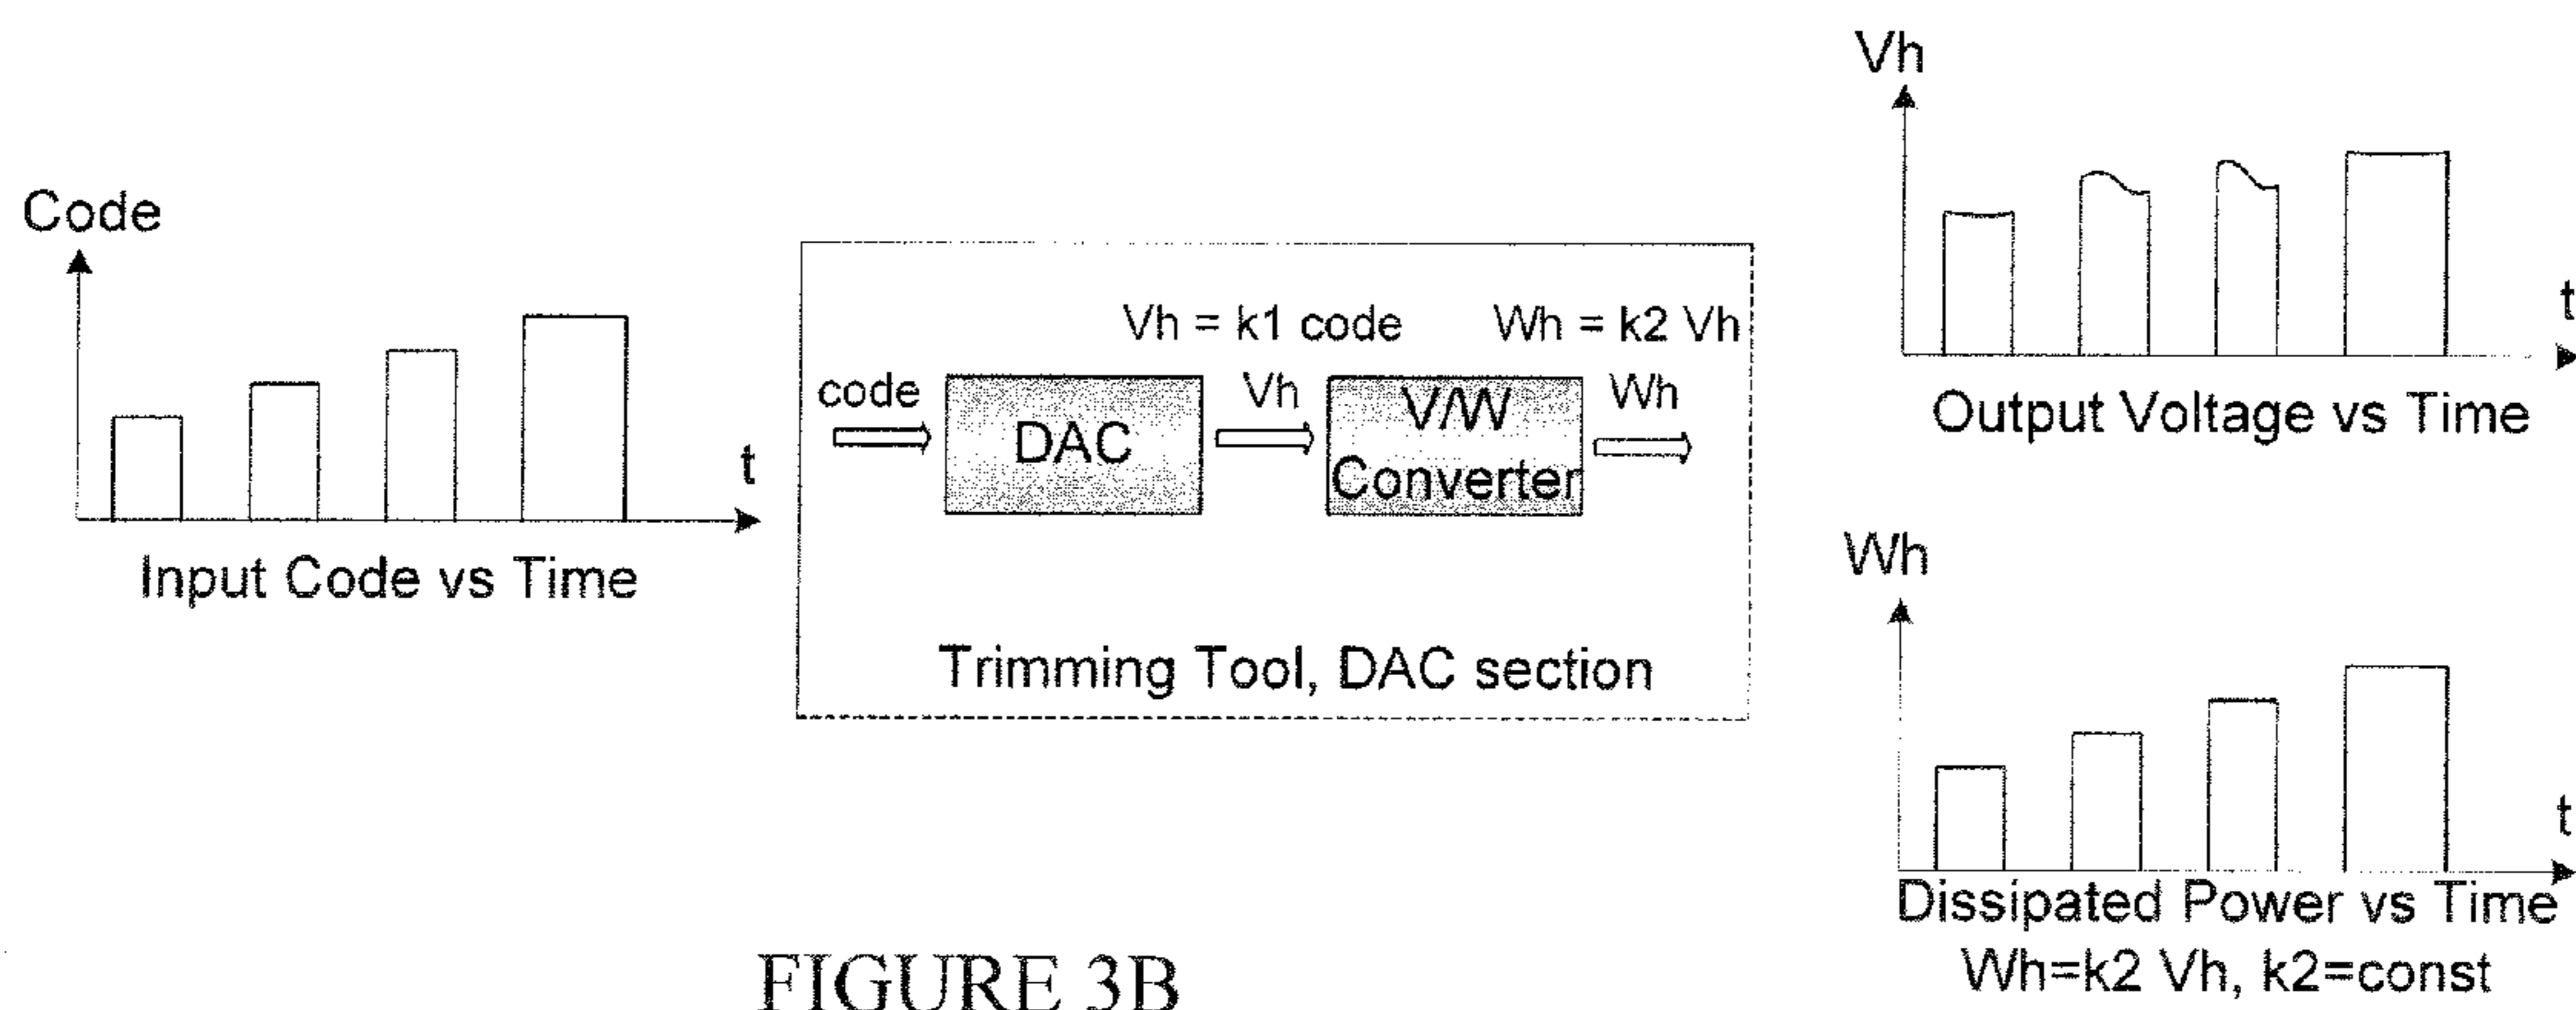 Code
t
Input Code vs Time
Vh = k1 code
Wh = k2 Vh
code
DAC
Vh
V/W
Converter
Wh
Trimming Tool, DAC section
Vh
t
Output Voltage vs Time
Wh
t
Dissipated Power vs Time
Wh=k2 Vh, k2=const
FIGURE 3B